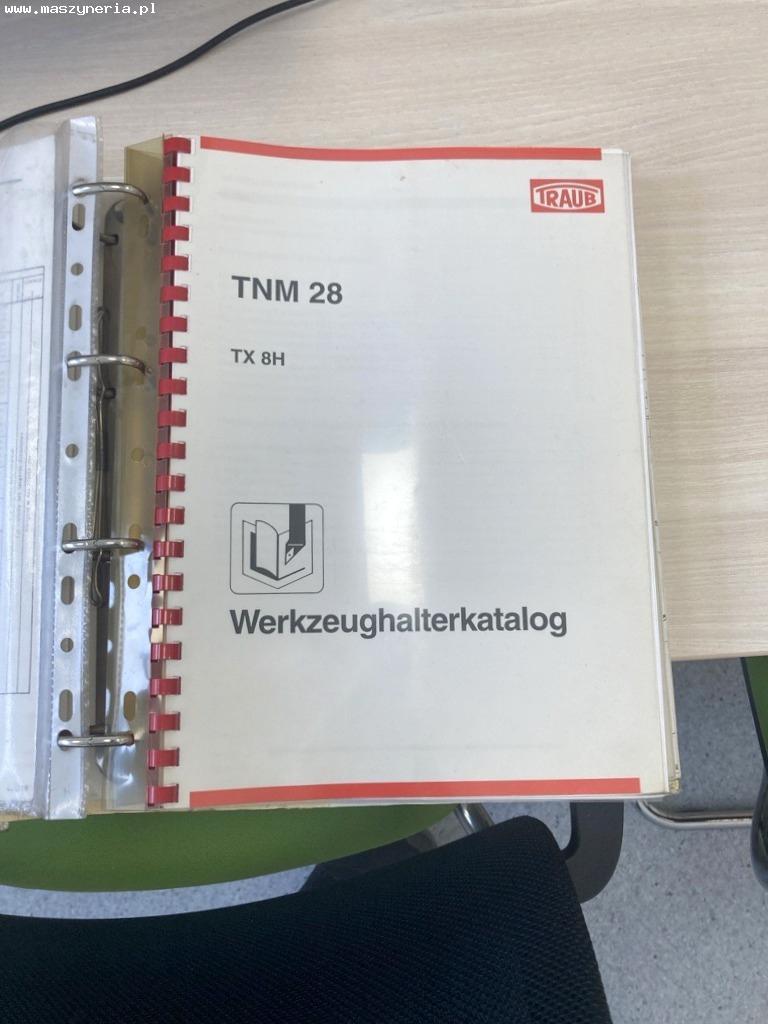 www.maszyneria.pl
TRAUB
TNM 28
TX 8H
Werkzeughalterkatalog